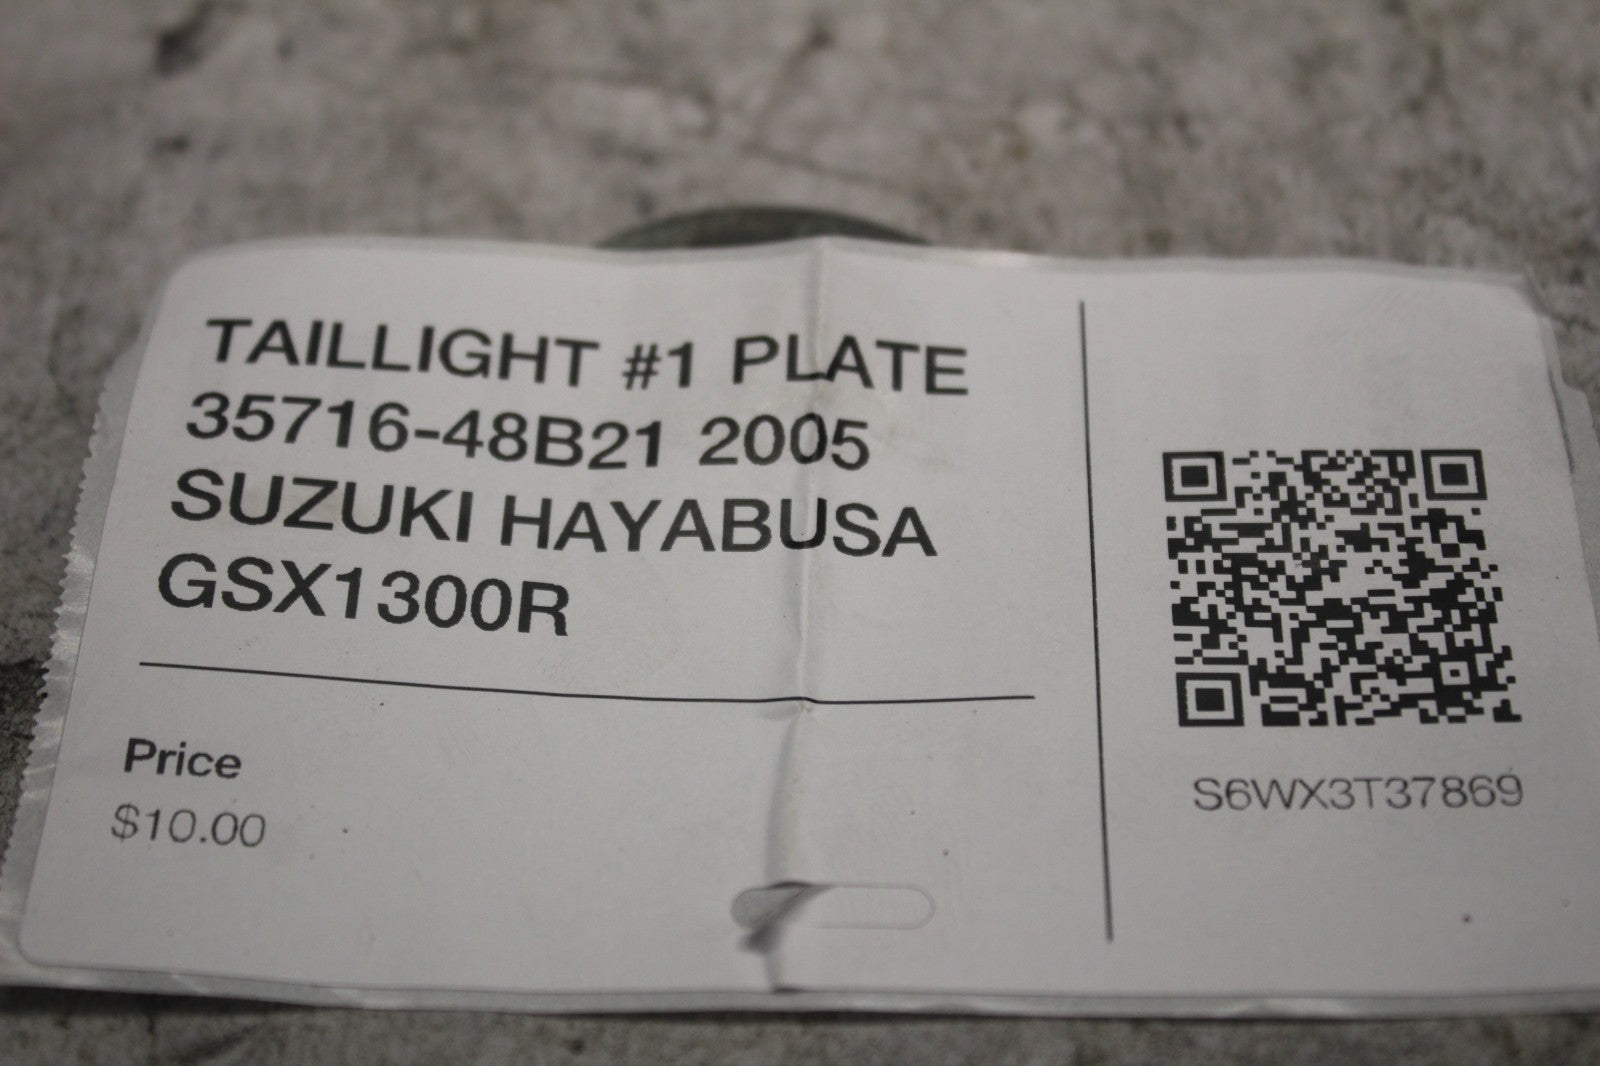 TAILLIGHT #1 PLATE
35716-48B21 2005
SUZUKI HAYABUSA
GSX1300R
Price
$10.00
S6WX3T37869